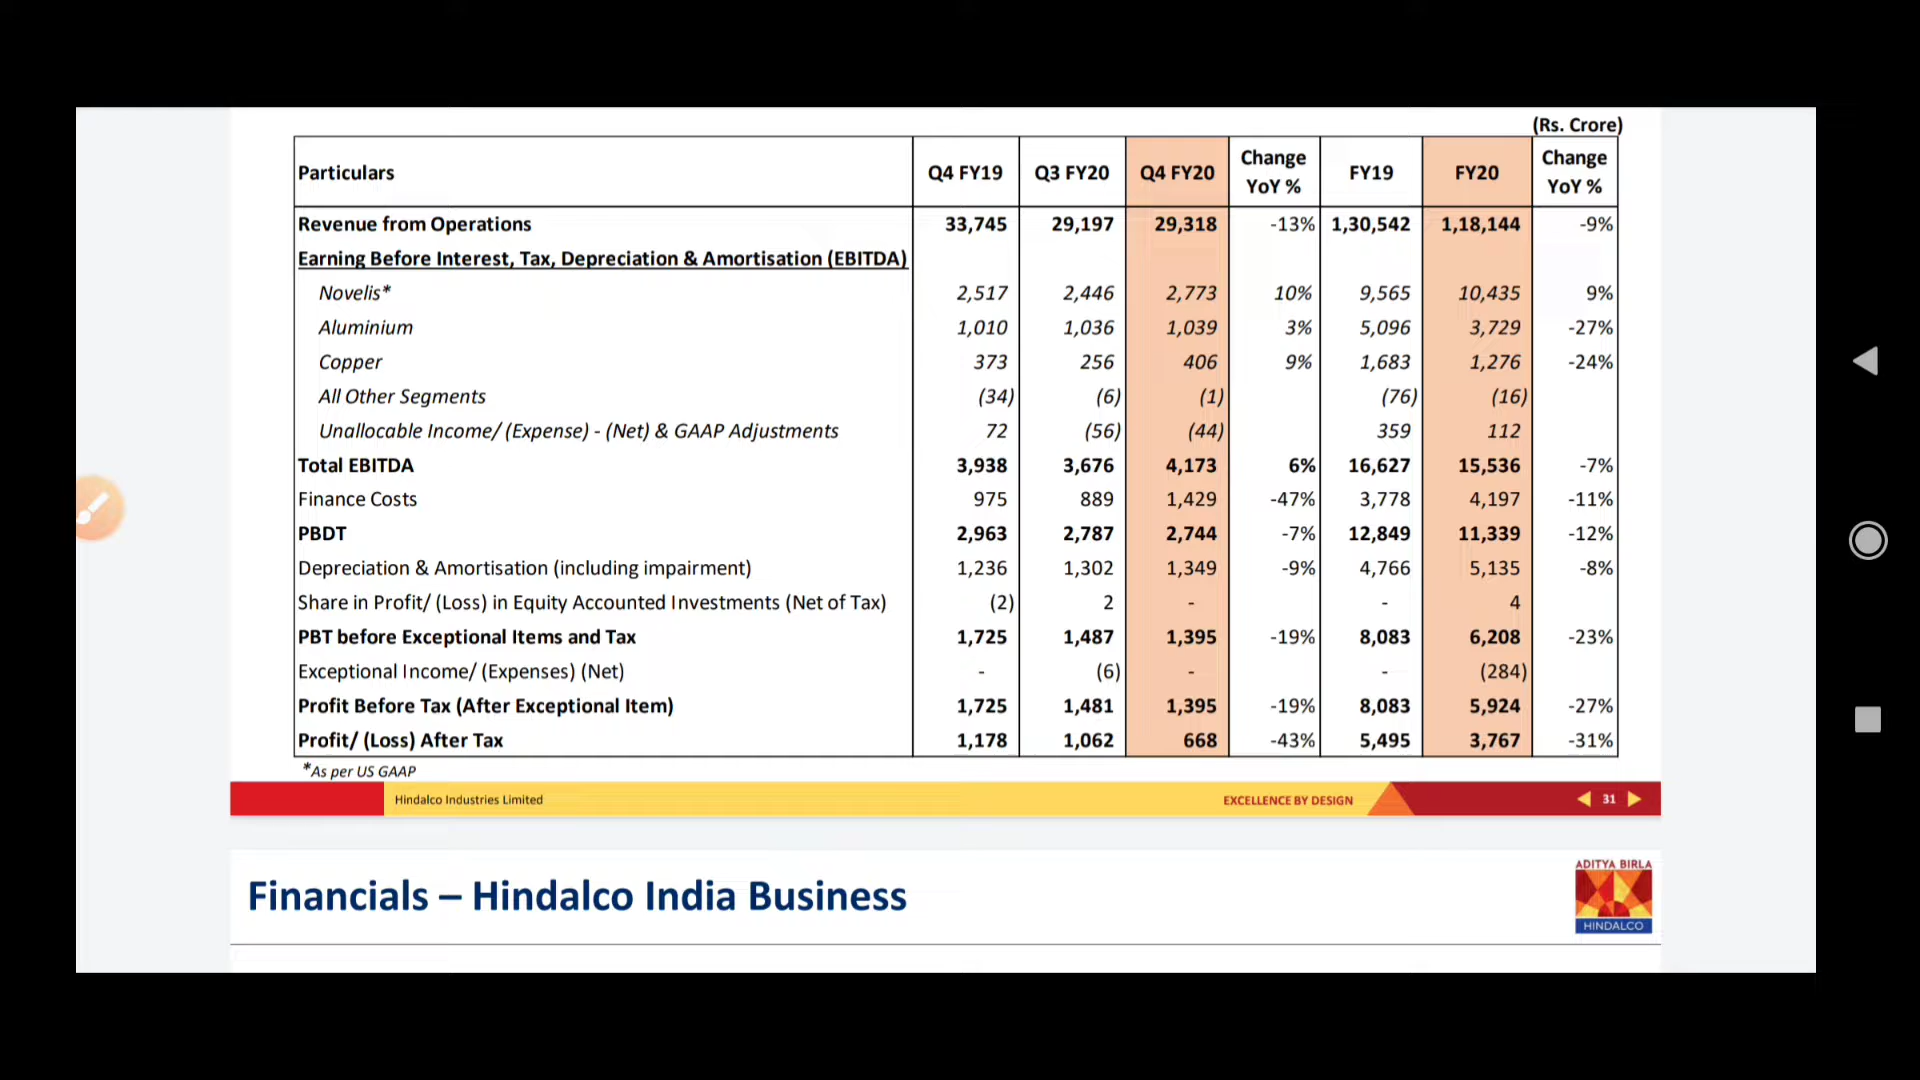 (Rs. Crore)
Particulars Q4 FY19 Q3 FY20 Q4 FY20 Change YoY % FY19 FY20 Change YoY %
Revenue from Operations 33,745 29,197 29,318 -13% 1,30,542 1,18,144 -9%
Earning Before Interest, Tax, Depreciation & Amortisation (EBITDA)
Novelis* 2,517 2,446 2,773 10% 9,565 10,435 9%
Aluminium 1,010 1,036 1,039 3% 5,096 3,729 -27%
Copper 373 256 406 9% 1,683 1,276 -24%
All Other Segments (34) (6) (1) (76) (16)
Unallocable Income/ (Expense) - (Net) & GAAP Adjustments 72 (56) (44) 359 112
Total EBITDA 3,938 3,676 4,173 6% 16,627 15,536 -7%
Finance Costs 975 889 1,429 -47% 3,778 4,197 -11%
PBDT 2,963 2,787 2,744 -7% 12,849 11,339 -12%
Depreciation & Amortisation (including impairment) 1,236 1,302 1,349 -9% 4,766 5,135 -8%
Share in Profit/ (Loss) in Equity Accounted Investments (Net of Tax) (2) 2 - - 4
PBT before Exceptional Items and Tax 1,725 1,487 1,395 -19% 8,083 6,208 -23%
Exceptional Income/ (Expenses) (Net) - (6) - - (284)
Profit Before Tax (After Exceptional Item) 1,725 1,481 1,395 -19% 8,083 5,924 -27%
Profit/ (Loss) After Tax 1,178 1,062 668 -43% 5,495 3,767 -31%
*As per US GAAP
Hindalco Industries Limited EXCELLENCE BY DESIGN 31
Financials – Hindalco India Business
ADITYA BIRLA
HINDALCO